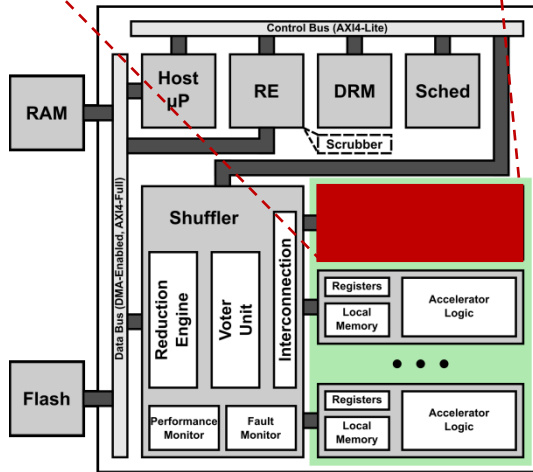 Control Bus (AXI4-Lite)
Host
µP
RE
DRM
Sched
RAM
Scrubber
Data Bus (DMA-Enabled, AXI4-Full)
Shuffler
Reduction
Engine
Voter
Unit
Interconnection
Registers
Local
Memory
Accelerator
Logic
• • •
Flash
Performance
Monitor
Fault
Monitor
Registers
Local
Memory
Accelerator
Logic